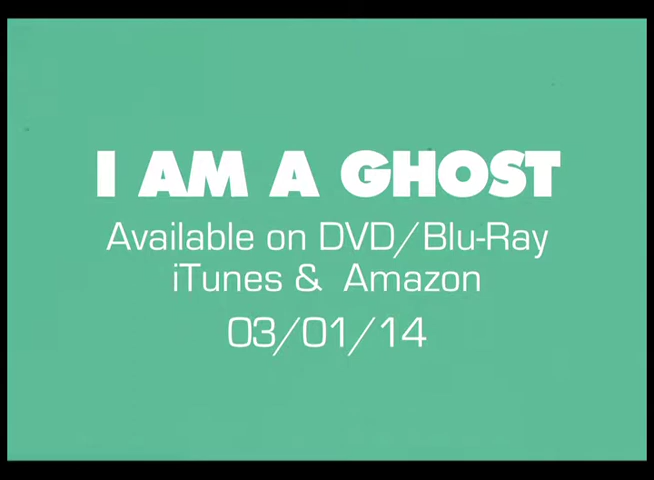 I AM A GHOST
Available on DVD/Blu-Ray
iTunes & Amazon
03/01/14